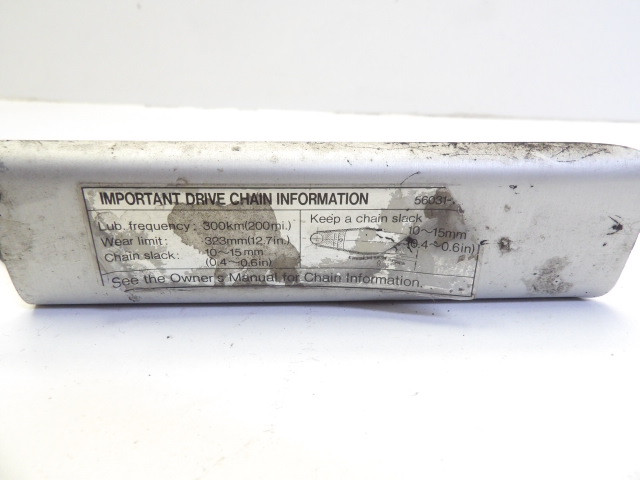 IMPORTANT DRIVE CHAIN INFORMATION 56031-
Lub. frequency: 300km(200mi.)
Wear limit: 323mm(12.7in.)
Chain slack: 10~15mm
(0.4~0.6in)
Keep a chain slack
10~15mm
(0.4~0.6in)
See the Owner's Manual for Chain Information.